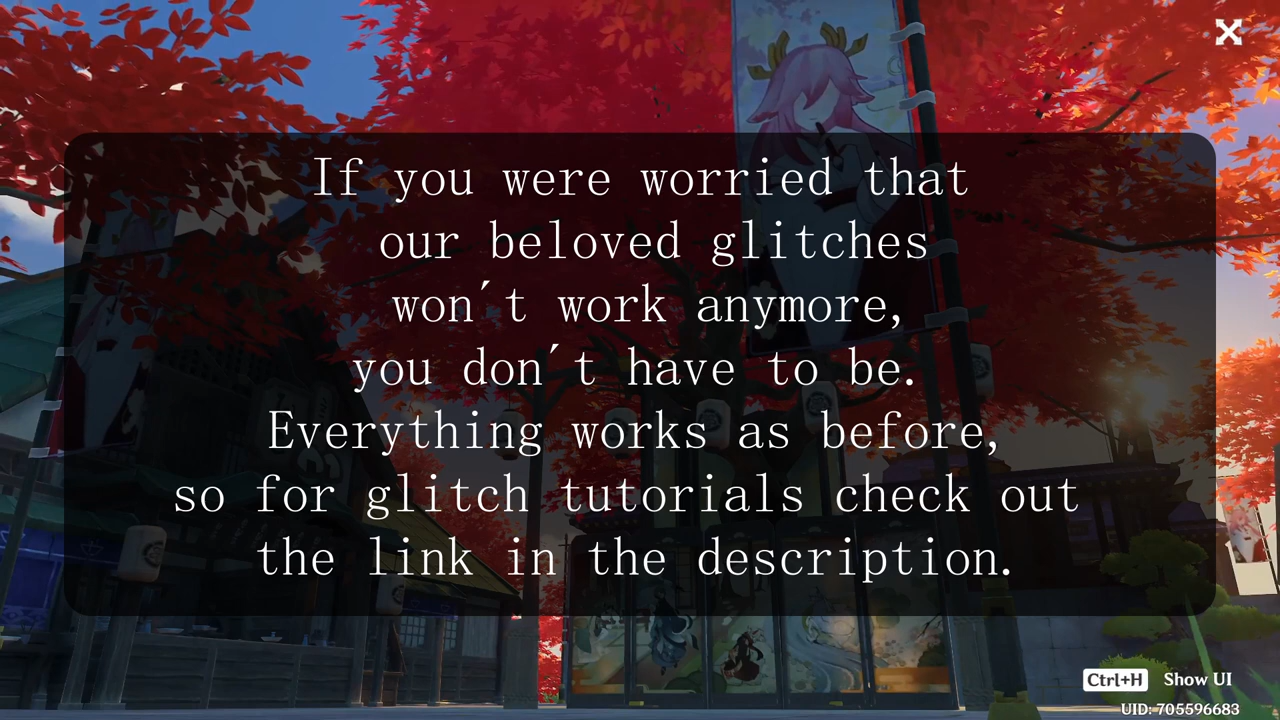 If you were worried that
our beloved glitches
won´t work anymore,
you don´t have to be.
Everything works as before,
so for glitch tutorials check out
the link in the description.
Ctrl+H Show UI
UID: 705596683